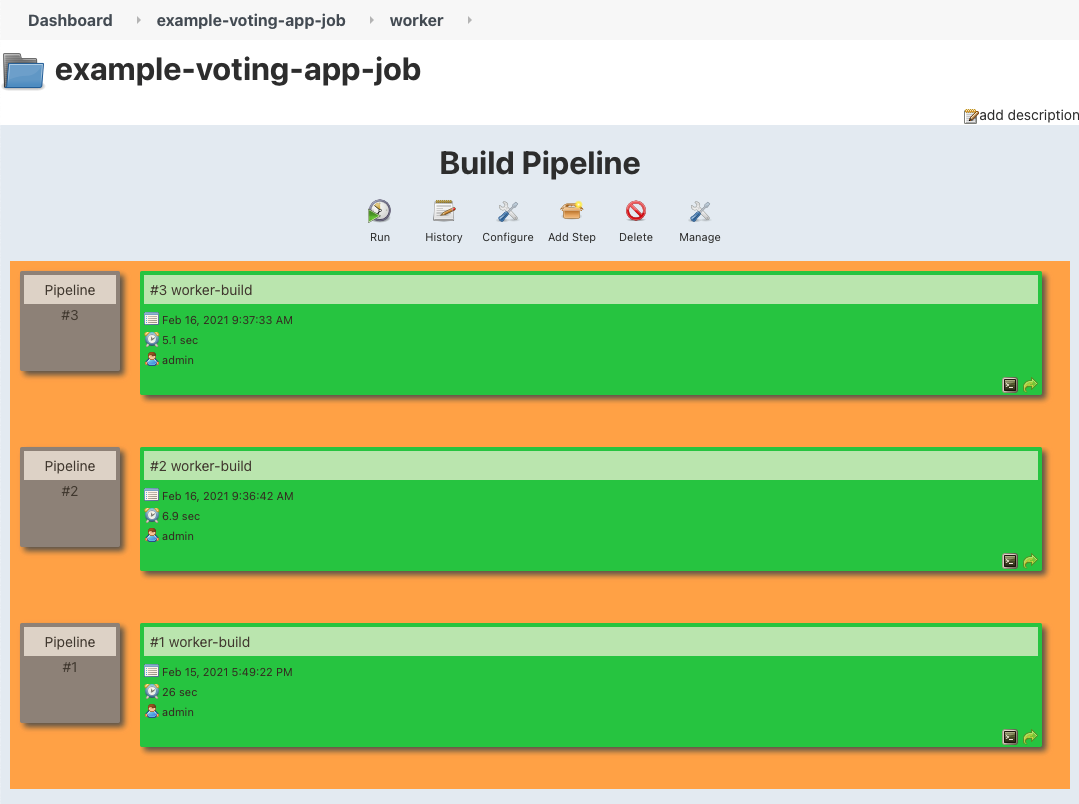 Dashboard example-voting-app-job worker
example-voting-app-job
add description
Build Pipeline
Run History Configure Add Step Delete Manage
Pipeline
#3
#3 worker-build
Feb 16, 2021 9:37:33 AM
5.1 sec
admin
Pipeline
#2
#2 worker-build
Feb 16, 2021 9:36:42 AM
6.9 sec
admin
Pipeline
#1
#1 worker-build
Feb 15, 2021 5:49:22 PM
26 sec
admin